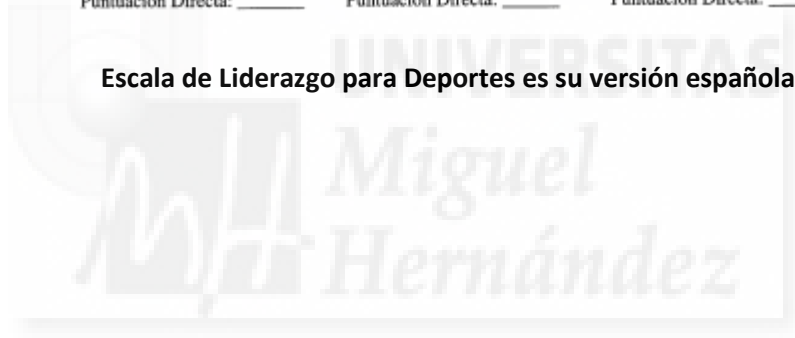 Puntuación Directa: _______ Puntuación Directa: ______ Puntuación Directa: ___
Escala de Liderazgo para Deportes es su versión española
UNIVERSITAS
Miguel
Hernández